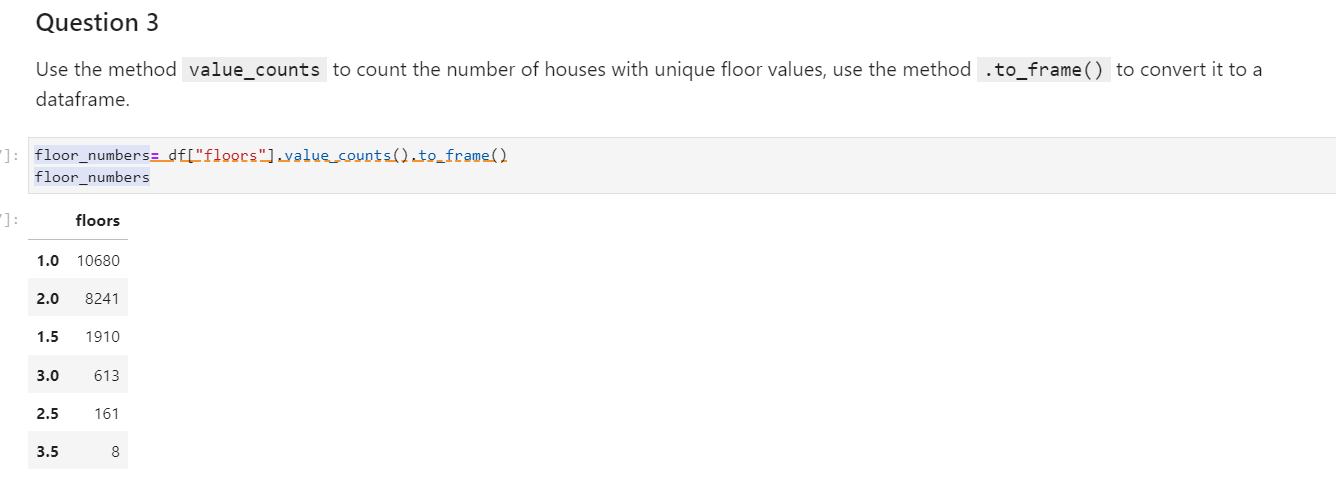 Question 3
Use the method value_counts to count the number of houses with unique floor values, use the method .to_frame() to convert it to a
dataframe.
]: floor_numbers= df["floors"].value_counts().to_frame()
floor_numbers
]: floors
1.0 10680
2.0 8241
1.5 1910
3.0 613
2.5 161
3.5 8